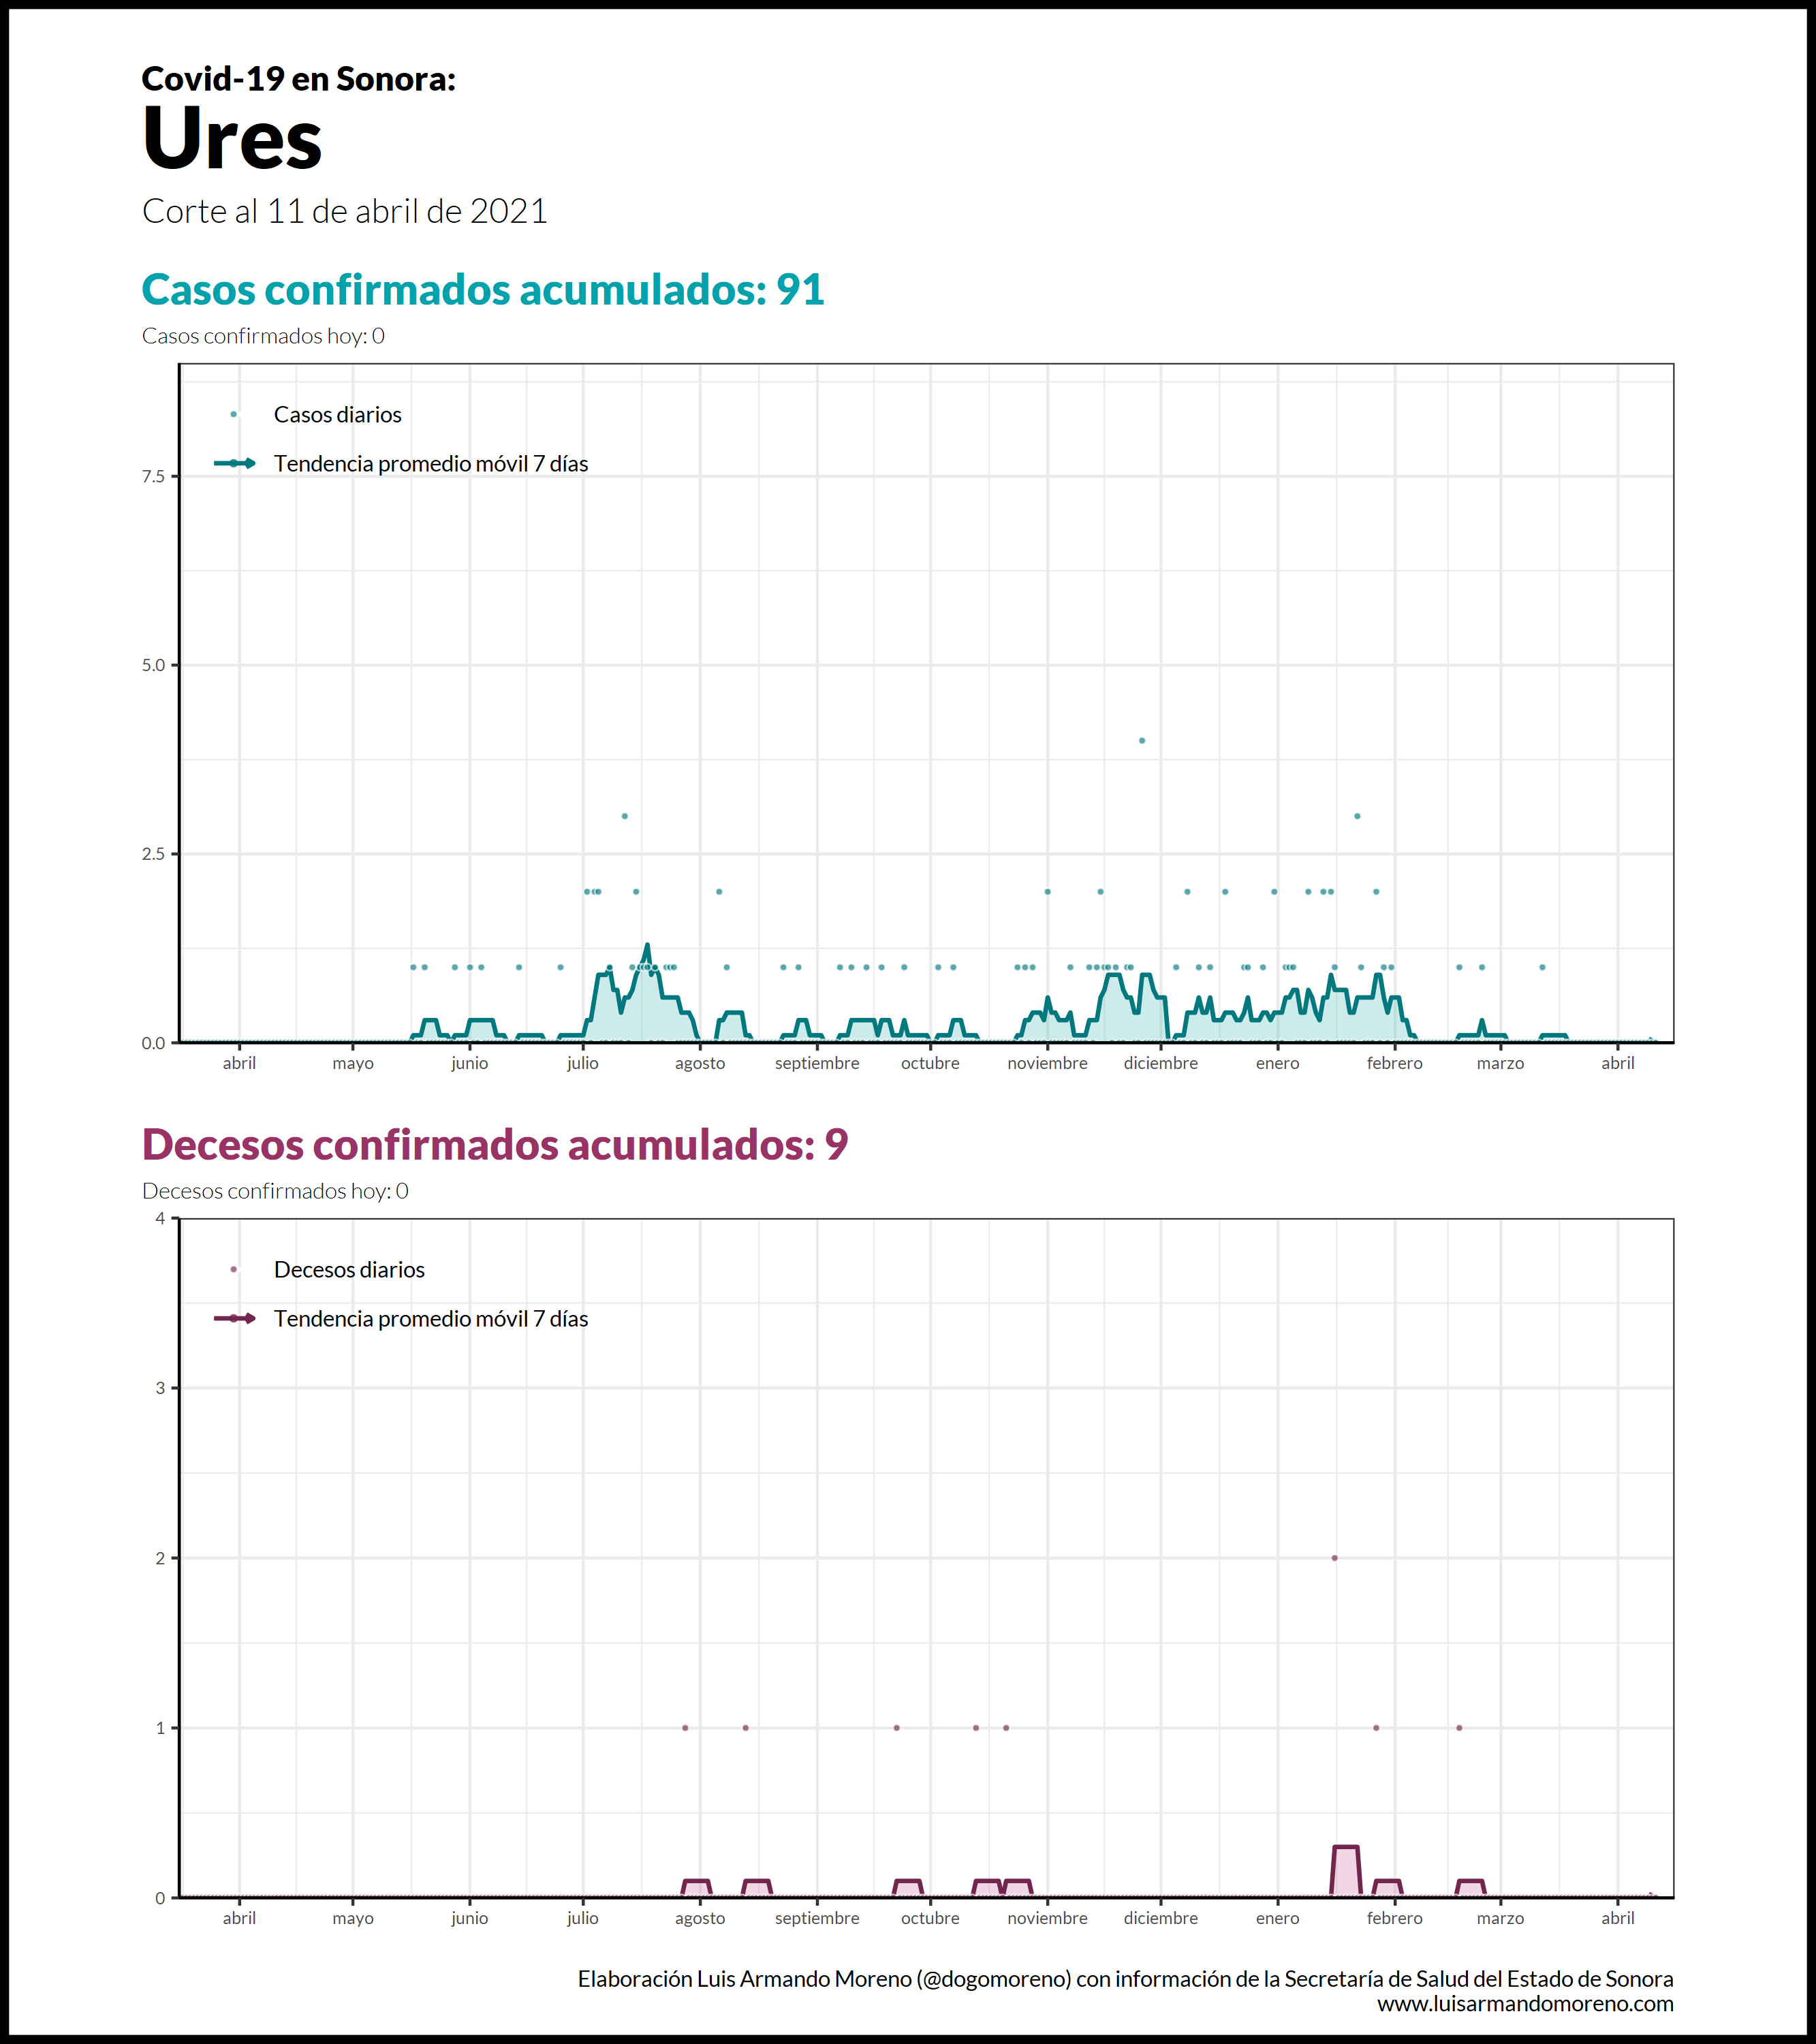 Covid-19 en Sonora:
Ures
Corte al 11 de abril de 2021
Casos confirmados acumulados: 91
Casos confirmados hoy: 0
Casos diarios
Tendencia promedio móvil 7 días
7.5
5.0
2.5
0.0
abril mayo junio julio agosto septiembre octubre noviembre diciembre enero febrero marzo abril
Decesos confirmados acumulados: 9
Decesos confirmados hoy: 0
4
Decesos diarios
Tendencia promedio móvil 7 días
3
2
1
0
abril mayo junio julio agosto septiembre octubre noviembre diciembre enero febrero marzo abril
Elaboración Luis Armando Moreno (@dogomoreno) con información de la Secretaría de Salud del Estado de Sonora
www.luisarmandomoreno.com